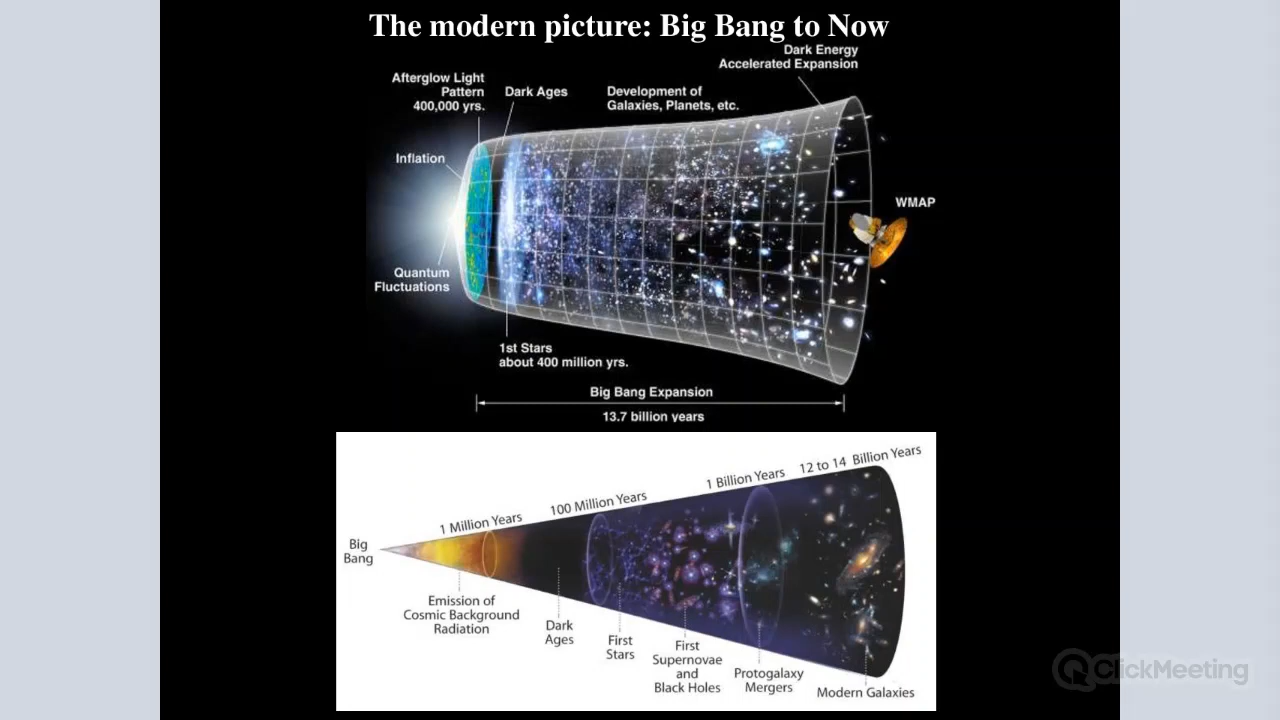 The modern picture: Big Bang to Now
Dark Energy
Accelerated Expansion
Afterglow Light
Pattern
400,000 yrs.
Dark Ages
Development of
Galaxies, Planets, etc.
Inflation
WMAP
Quantum
Fluctuations
1st Stars
about 400 million yrs.
Big Bang Expansion
13.7 billion years
1 Million Years
100 Million Years
1 Billion Years
12 to 14 Billion Years
Big
Bang
Emission of
Cosmic Background
Radiation
Dark
Ages
First
Stars
First
Supernovae
and
Black Holes
Protogalaxy
Mergers
Modern Galaxies
ClickMeeting